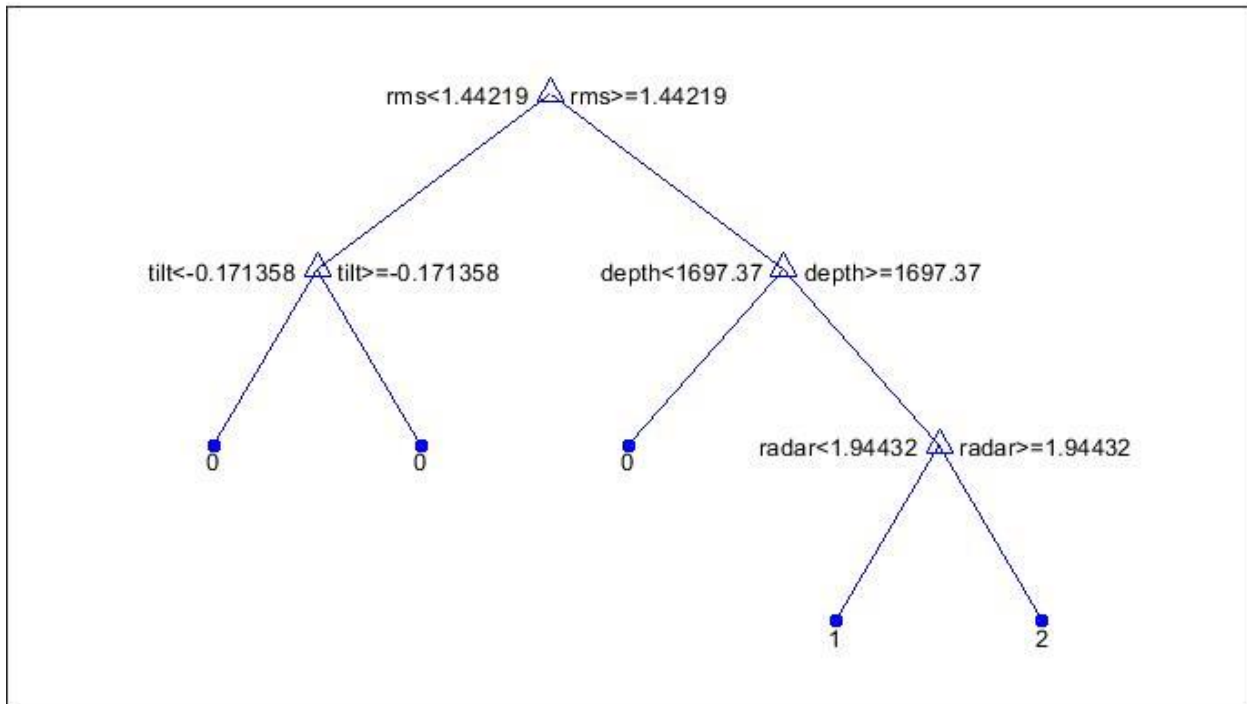 rms<1.44219 rms>=1.44219
tilt<-0.171358 tilt>=-0.171358 depth<1697.37 depth>=1697.37
0 0 0 radar<1.94432 radar>=1.94432
1 2